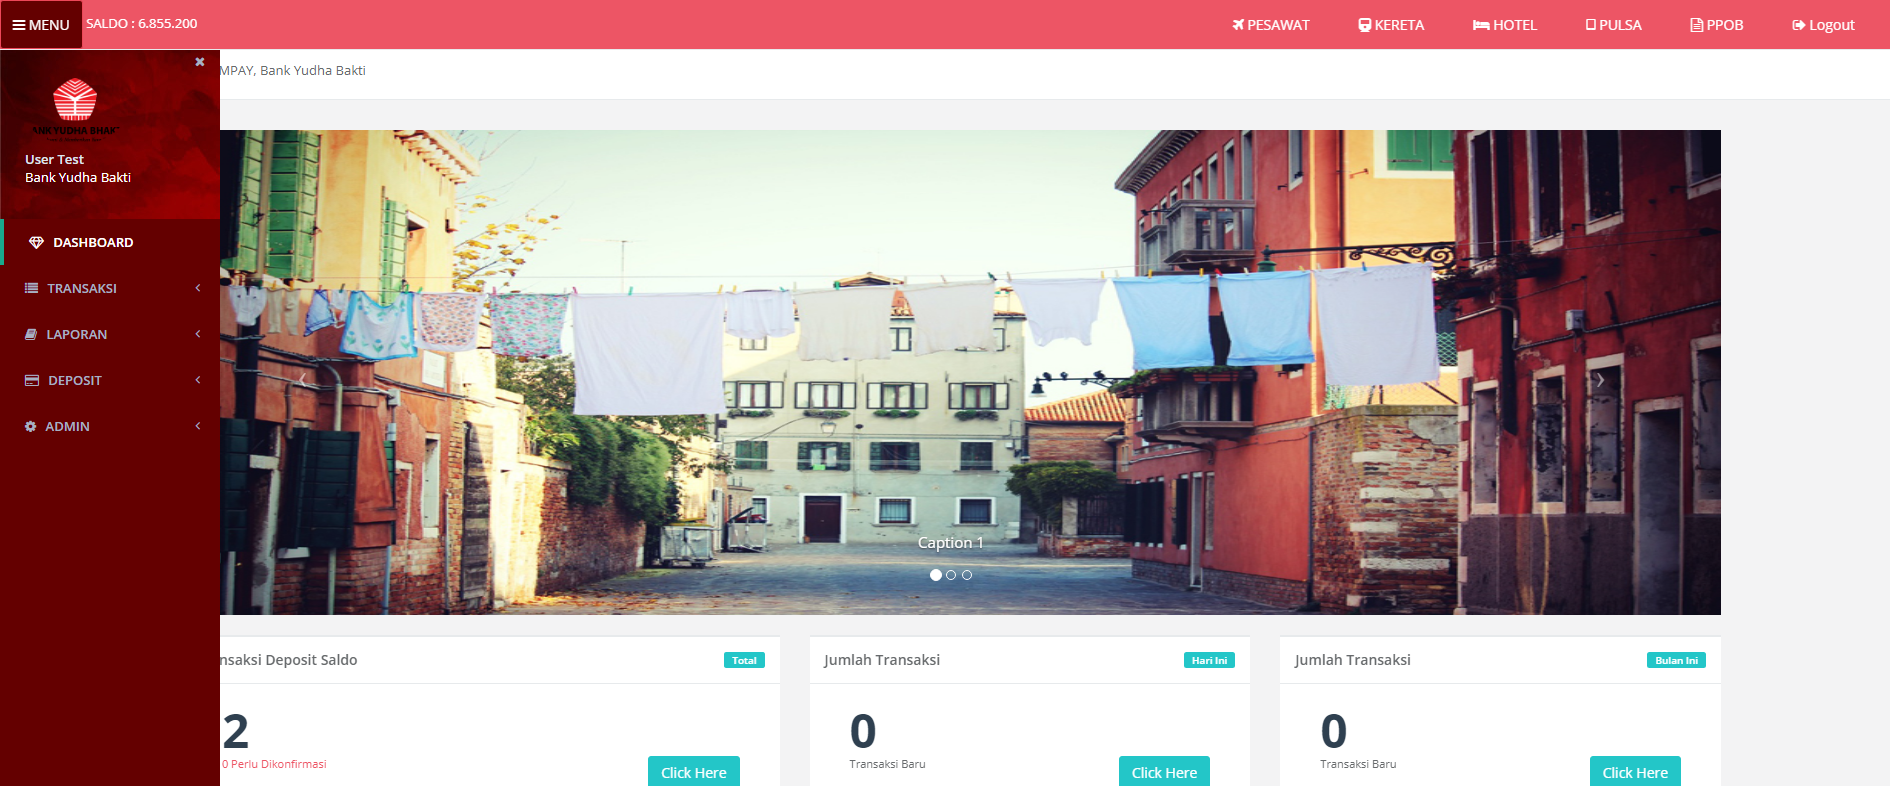 MENU SALDO : 6.855.200 PESAWAT KERETA HOTEL PULSA PPOB Logout
MPAY, Bank Yudha Bakti
ANK YUDHA BHAK
User Test
Bank Yudha Bakti
DASHBOARD
TRANSAKSI
LAPORAN
DEPOSIT
ADMIN
Caption 1
nsaksi Deposit Saldo Total
2
0 Perlu Dikonfirmasi
Click Here
Jumlah Transaksi Hari Ini
0
Transaksi Baru
Click Here
Jumlah Transaksi Bulan Ini
0
Transaksi Baru
Click Here